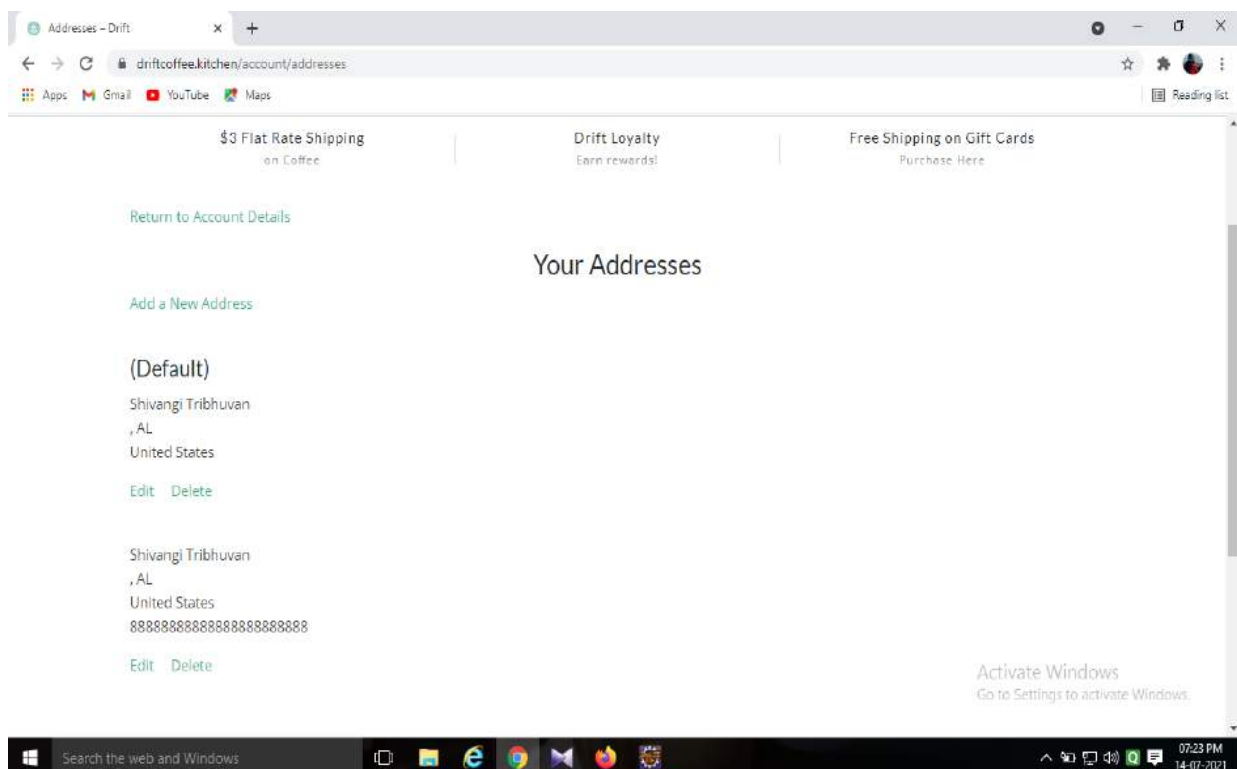 Addresses – Drift
driftcoffee.kitchen/account/addresses
Apps Gmail YouTube Maps Reading list
$3 Flat Rate Shipping Drift Loyalty Free Shipping on Gift Cards
on Coffee Earn rewards! Purchase Here
Return to Account Details
Your Addresses
Add a New Address
(Default)
Shivangi Tribhuvan
, AL
United States
Edit Delete
Shivangi Tribhuvan
, AL
United States
Edit Delete
Activate Windows
Go to Settings to activate Windows.
Search the web and Windows
07:23 PM
14-07-2021